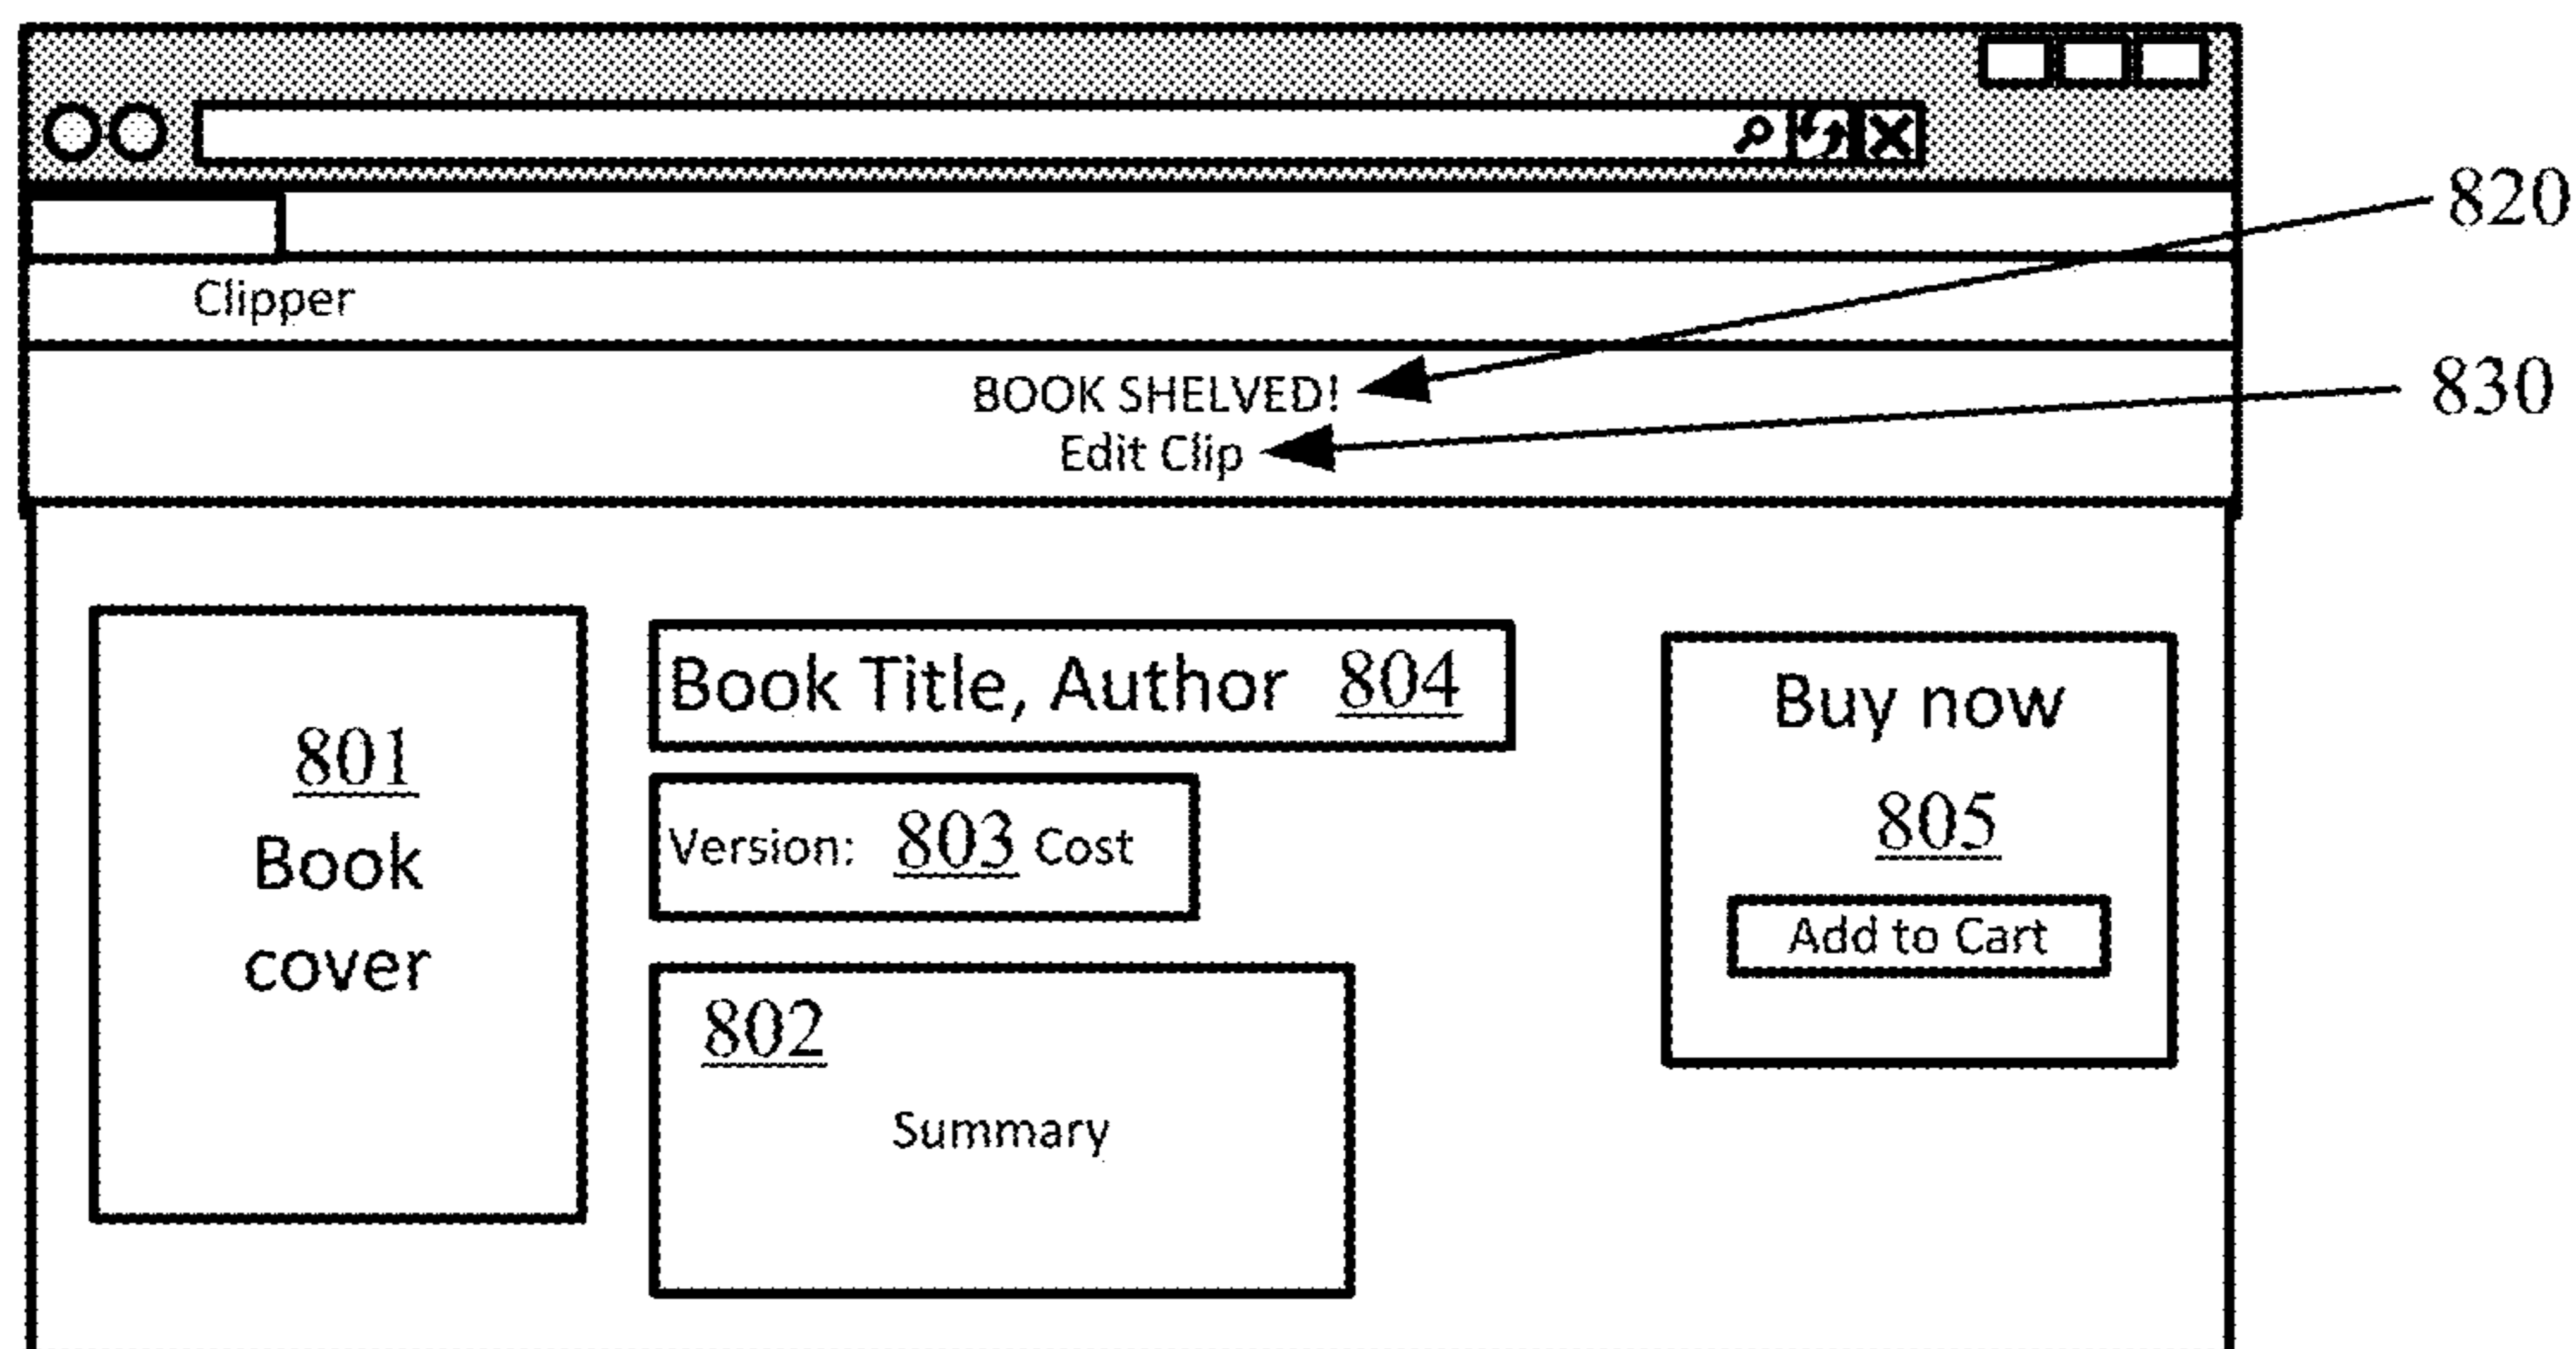 820
Clipper
BOOK SHELVED!
830
Edit Clip
801
Book
cover
Book Title, Author 804
Version: 803 Cost
802
Summary
Buy now
805
Add to Cart